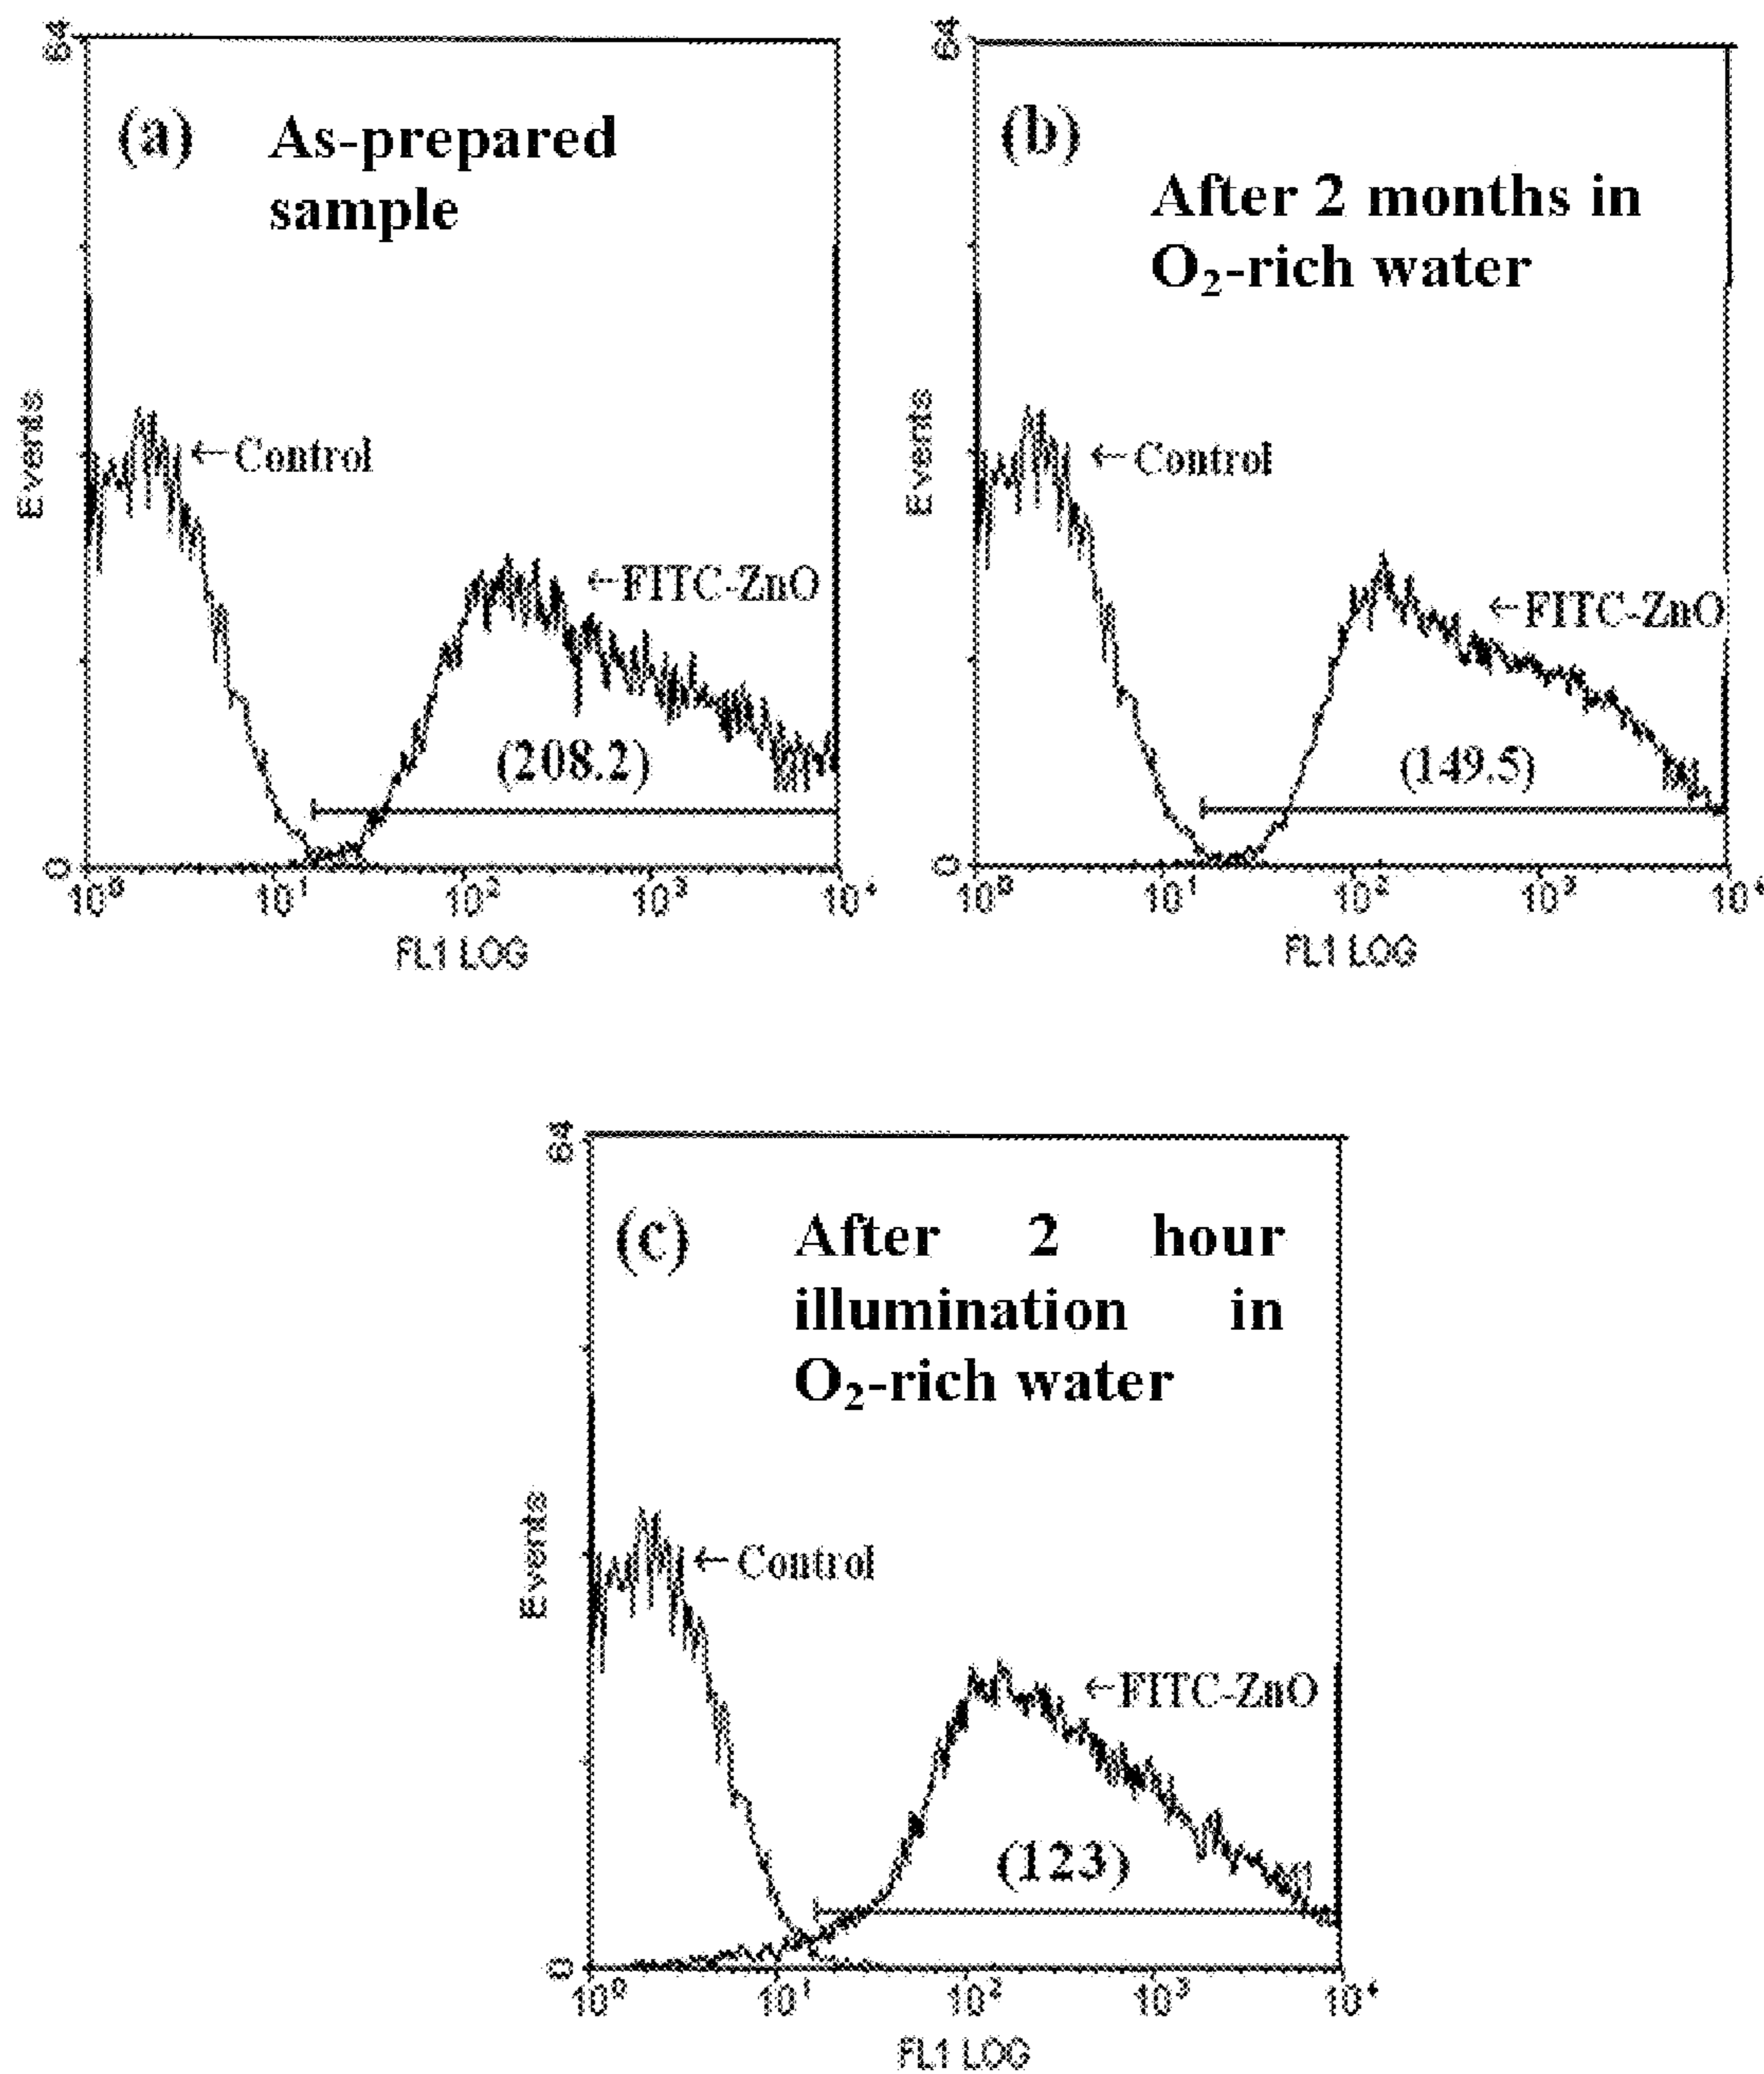 64
(a) As-prepared
sample
Events
←Control
←FITC-ZnO
(208.2)
0
10⁰ 10¹ 10² 10³ 10⁴
FL1 LOG
64
(b)
After 2 months in
O₂-rich water
Events
←Control
←FITC-ZnO
(149.5)
0
10⁰ 10¹ 10² 10³ 10⁴
FL1 LOG
64
(c) After 2 hour
illumination in
O₂-rich water
Events
←Control
←FITC-ZnO
(123)
0
10⁰ 10¹ 10² 10³ 10⁴
FL1 LOG